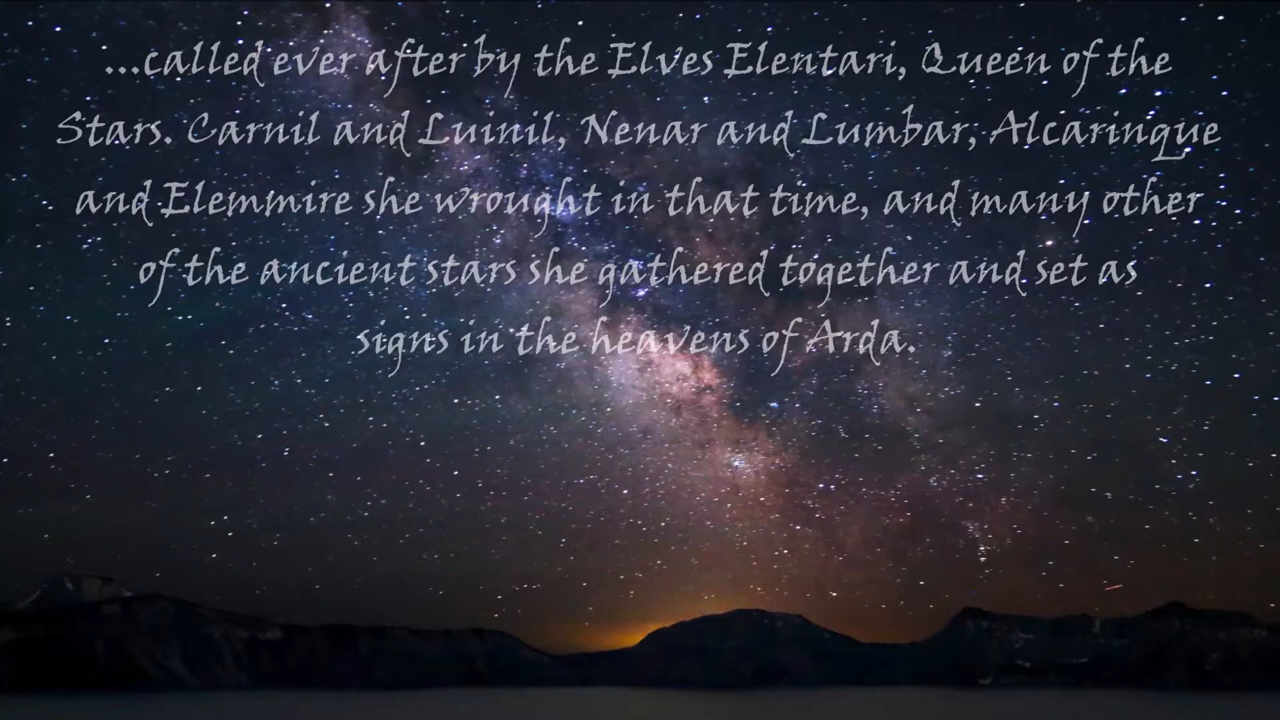 ...called ever after by the Elves Elentari, Queen of the
Stars. Carnil and Luinil, Nenar and Lumbar, Alcarinque
and Elemmire she wrought in that time, and many other
of the ancient stars she gathered together and set as
signs in the heavens of Arda.